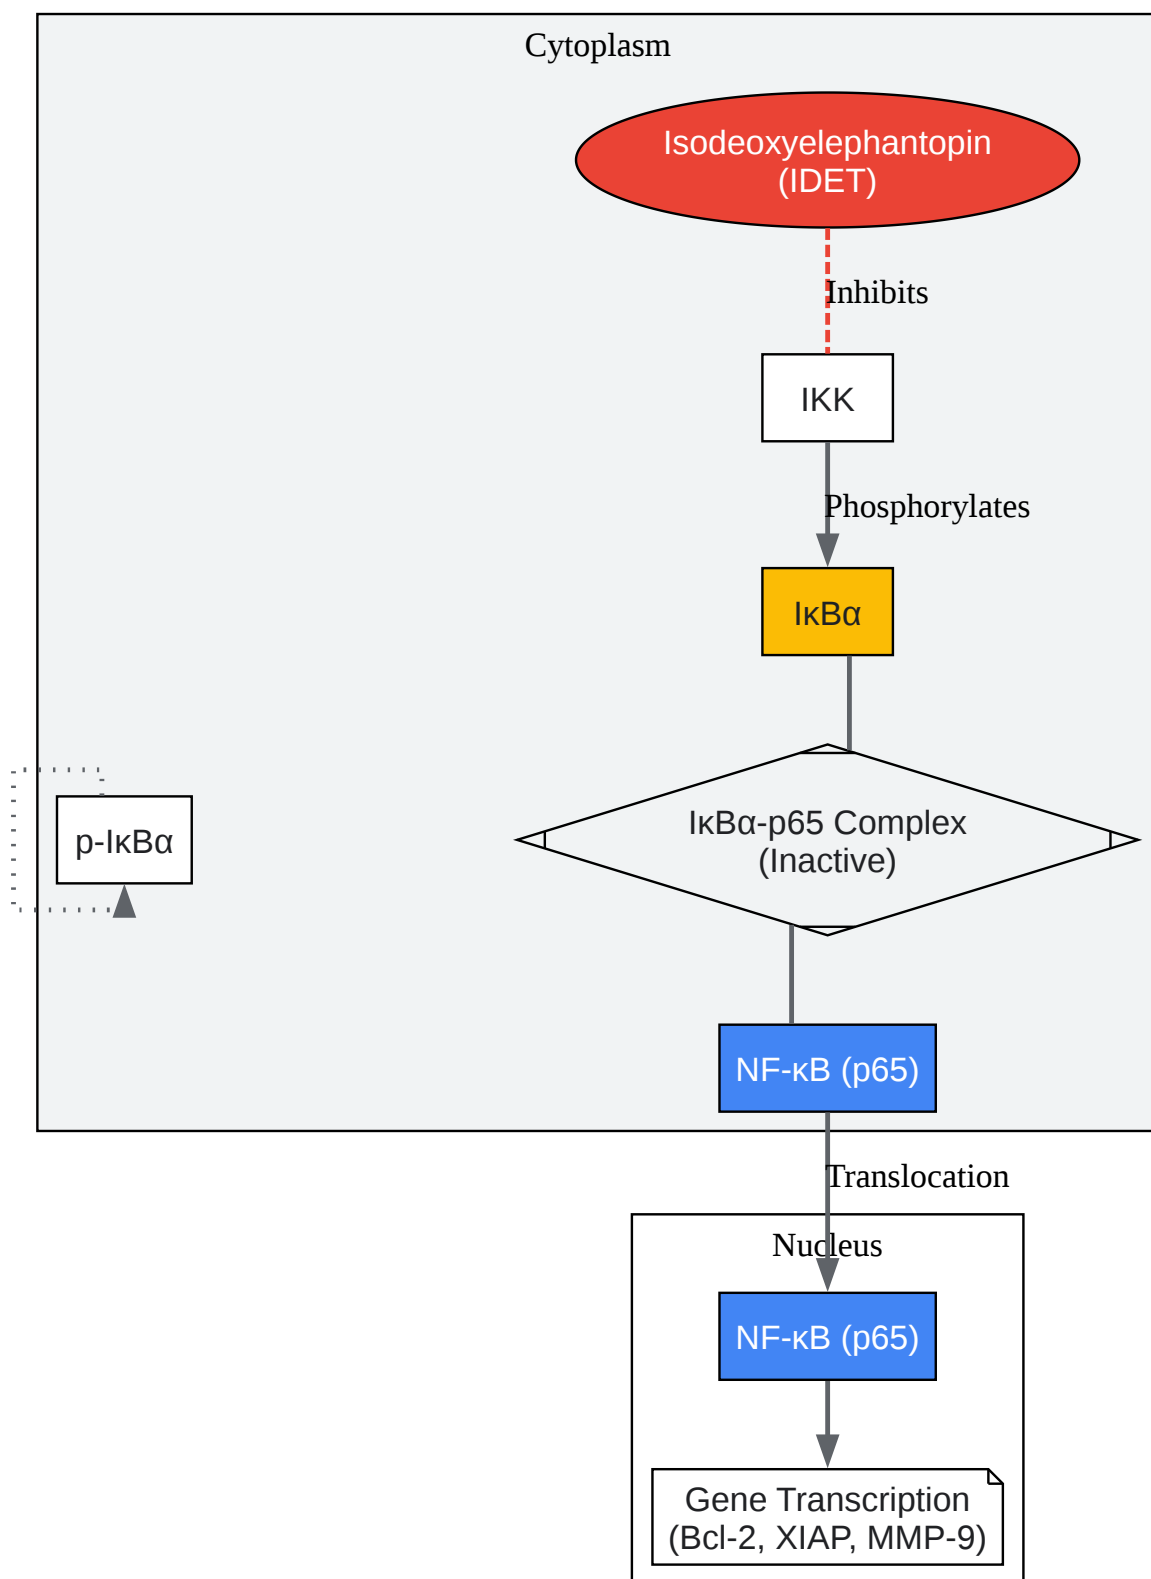 Cytoplasm
Isodeoxyelephantopin
(IDET)
Inhibits
IKK
Phosphorylates
IκBα
p-IκBα
IκBα-p65 Complex
(Inactive)
NF-κB (p65)
Translocation
Nucleus
NF-κB (p65)
Gene Transcription
(Bcl-2, XIAP, MMP-9)